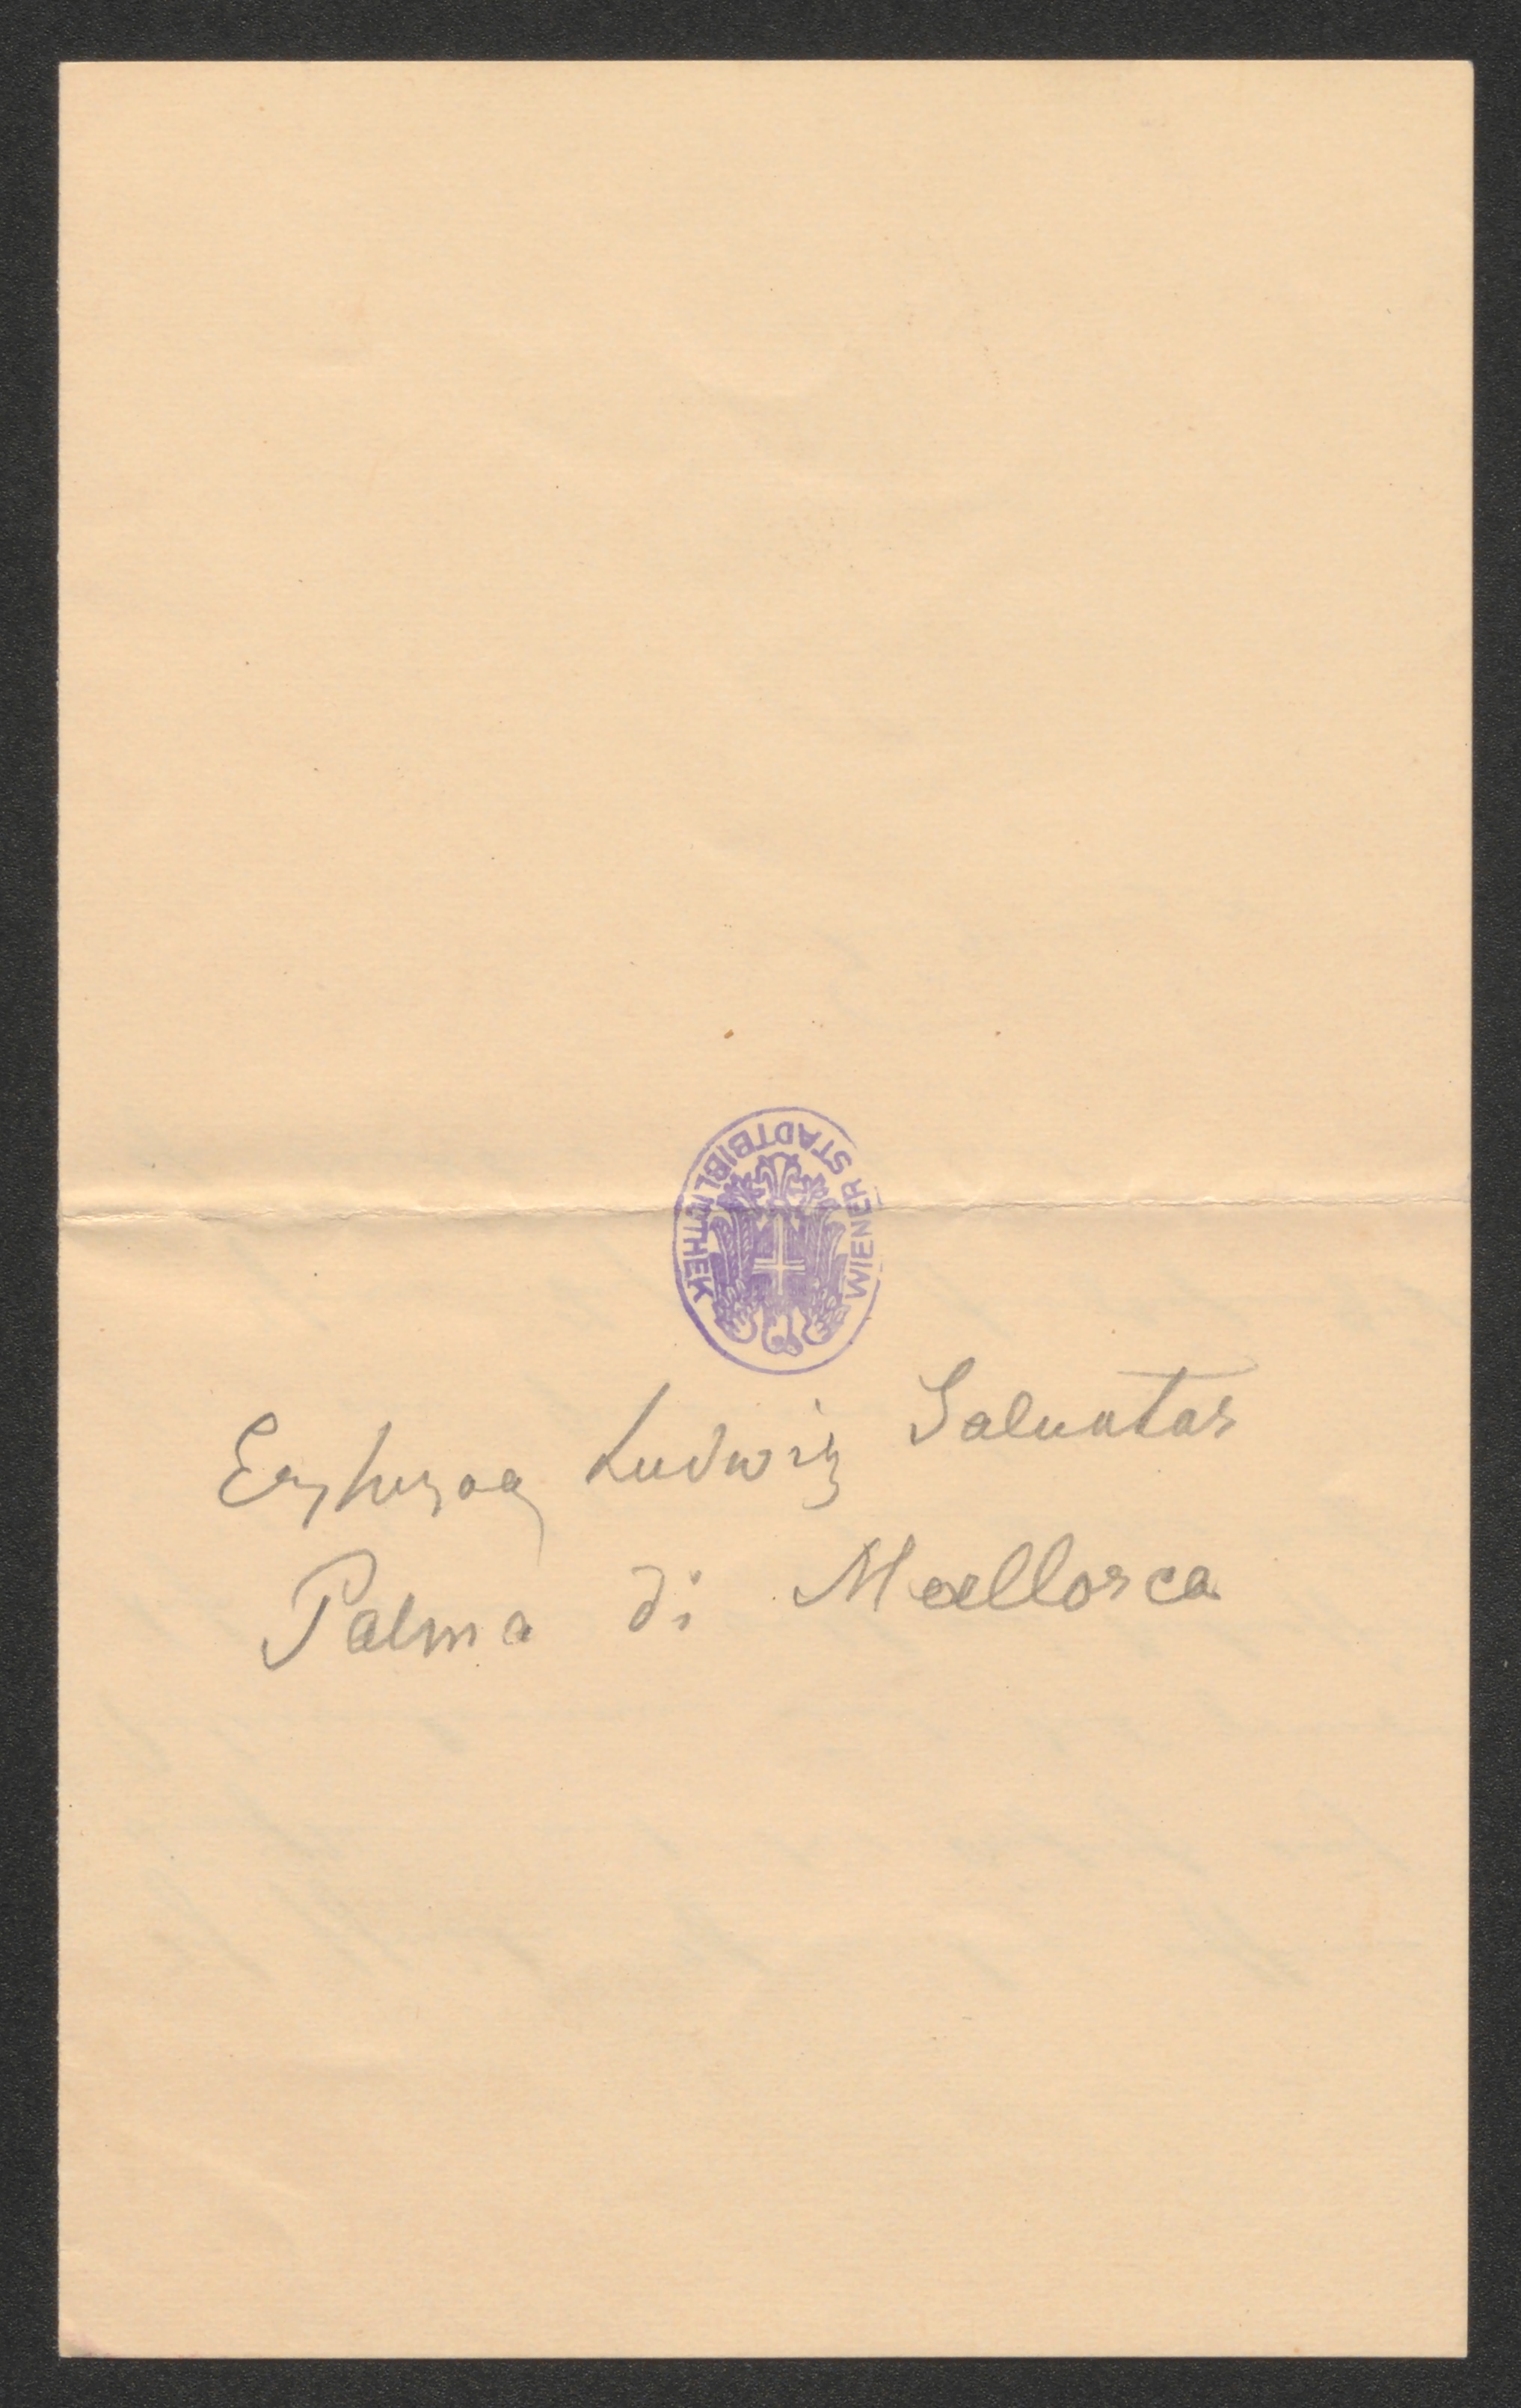 WIENER STADTBIBLIOTHEK
Erzherzog Ludwig Salvator
Palma di Mallorca